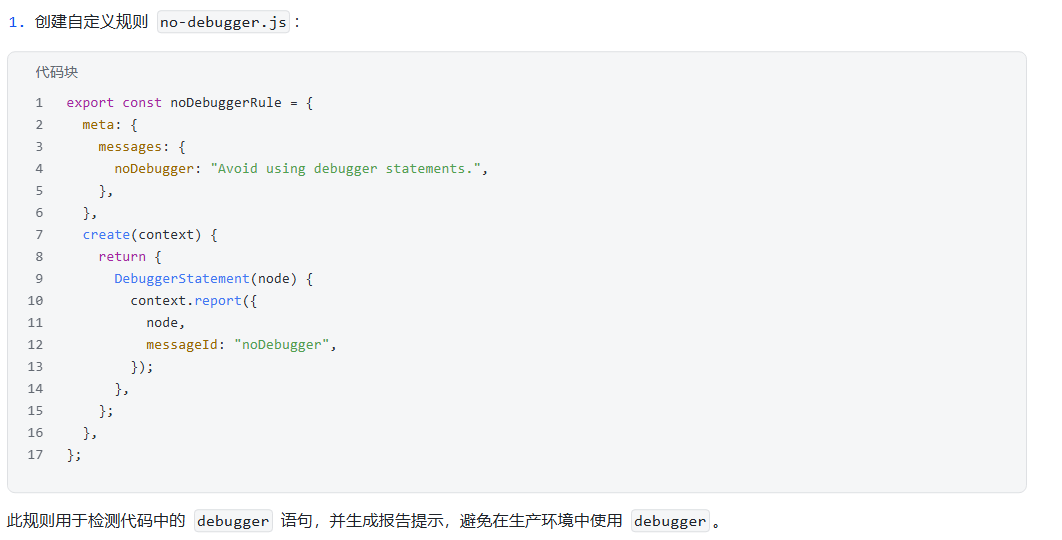 1. 创建自定义规则 no-debugger.js：
代码块
1 export const noDebuggerRule = {
2   meta: {
3     messages: {
4       noDebugger: "Avoid using debugger statements.",
5     },
6   },
7   create(context) {
8     return {
9       DebuggerStatement(node) {
10         context.report({
11           node,
12           messageId: "noDebugger",
13         });
14       },
15     };
16   },
17 };
此规则用于检测代码中的 debugger 语句，并生成报告提示，避免在生产环境中使用 debugger 。